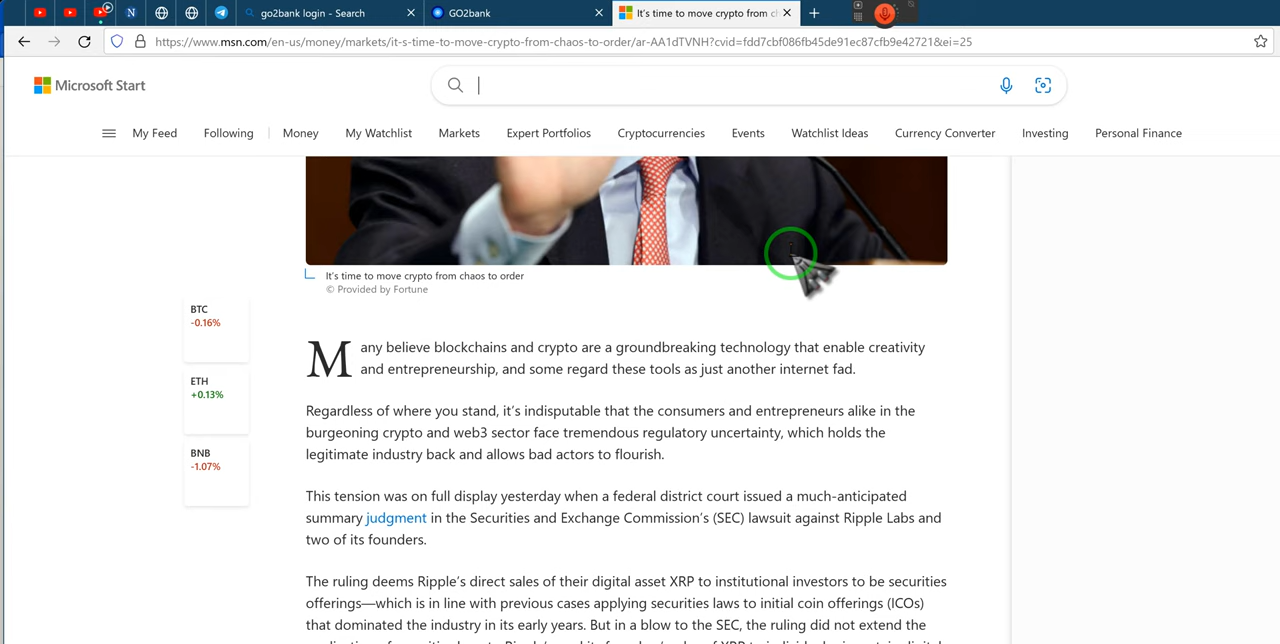 go2bank login - Search
GO2bank
It's time to move crypto from c
https://www.msn.com/en-us/money/markets/it-s-time-to-move-crypto-from-chaos-to-order/ar-AA1dTVNH?cvid=fdd7cbf086fb45de91ec87cfb9e42721&ei=25
Microsoft Start
My Feed
Following
Money
My Watchlist
Markets
Expert Portfolios
Cryptocurrencies
Events
Watchlist Ideas
Currency Converter
Investing
Personal Finance
It's time to move crypto from chaos to order
© Provided by Fortune
BTC
-0.16%
ETH
+0.13%
BNB
-1.07%
Many believe blockchains and crypto are a groundbreaking technology that enable creativity
and entrepreneurship, and some regard these tools as just another internet fad.
Regardless of where you stand, it's indisputable that the consumers and entrepreneurs alike in the
burgeoning crypto and web3 sector face tremendous regulatory uncertainty, which holds the
legitimate industry back and allows bad actors to flourish.
This tension was on full display yesterday when a federal district court issued a much-anticipated
summary judgment in the Securities and Exchange Commission's (SEC) lawsuit against Ripple Labs and
two of its founders.
The ruling deems Ripple's direct sales of their digital asset XRP to institutional investors to be securities
offerings—which is in line with previous cases applying securities laws to initial coin offerings (ICOs)
that dominated the industry in its early years. But in a blow to the SEC, the ruling did not extend the